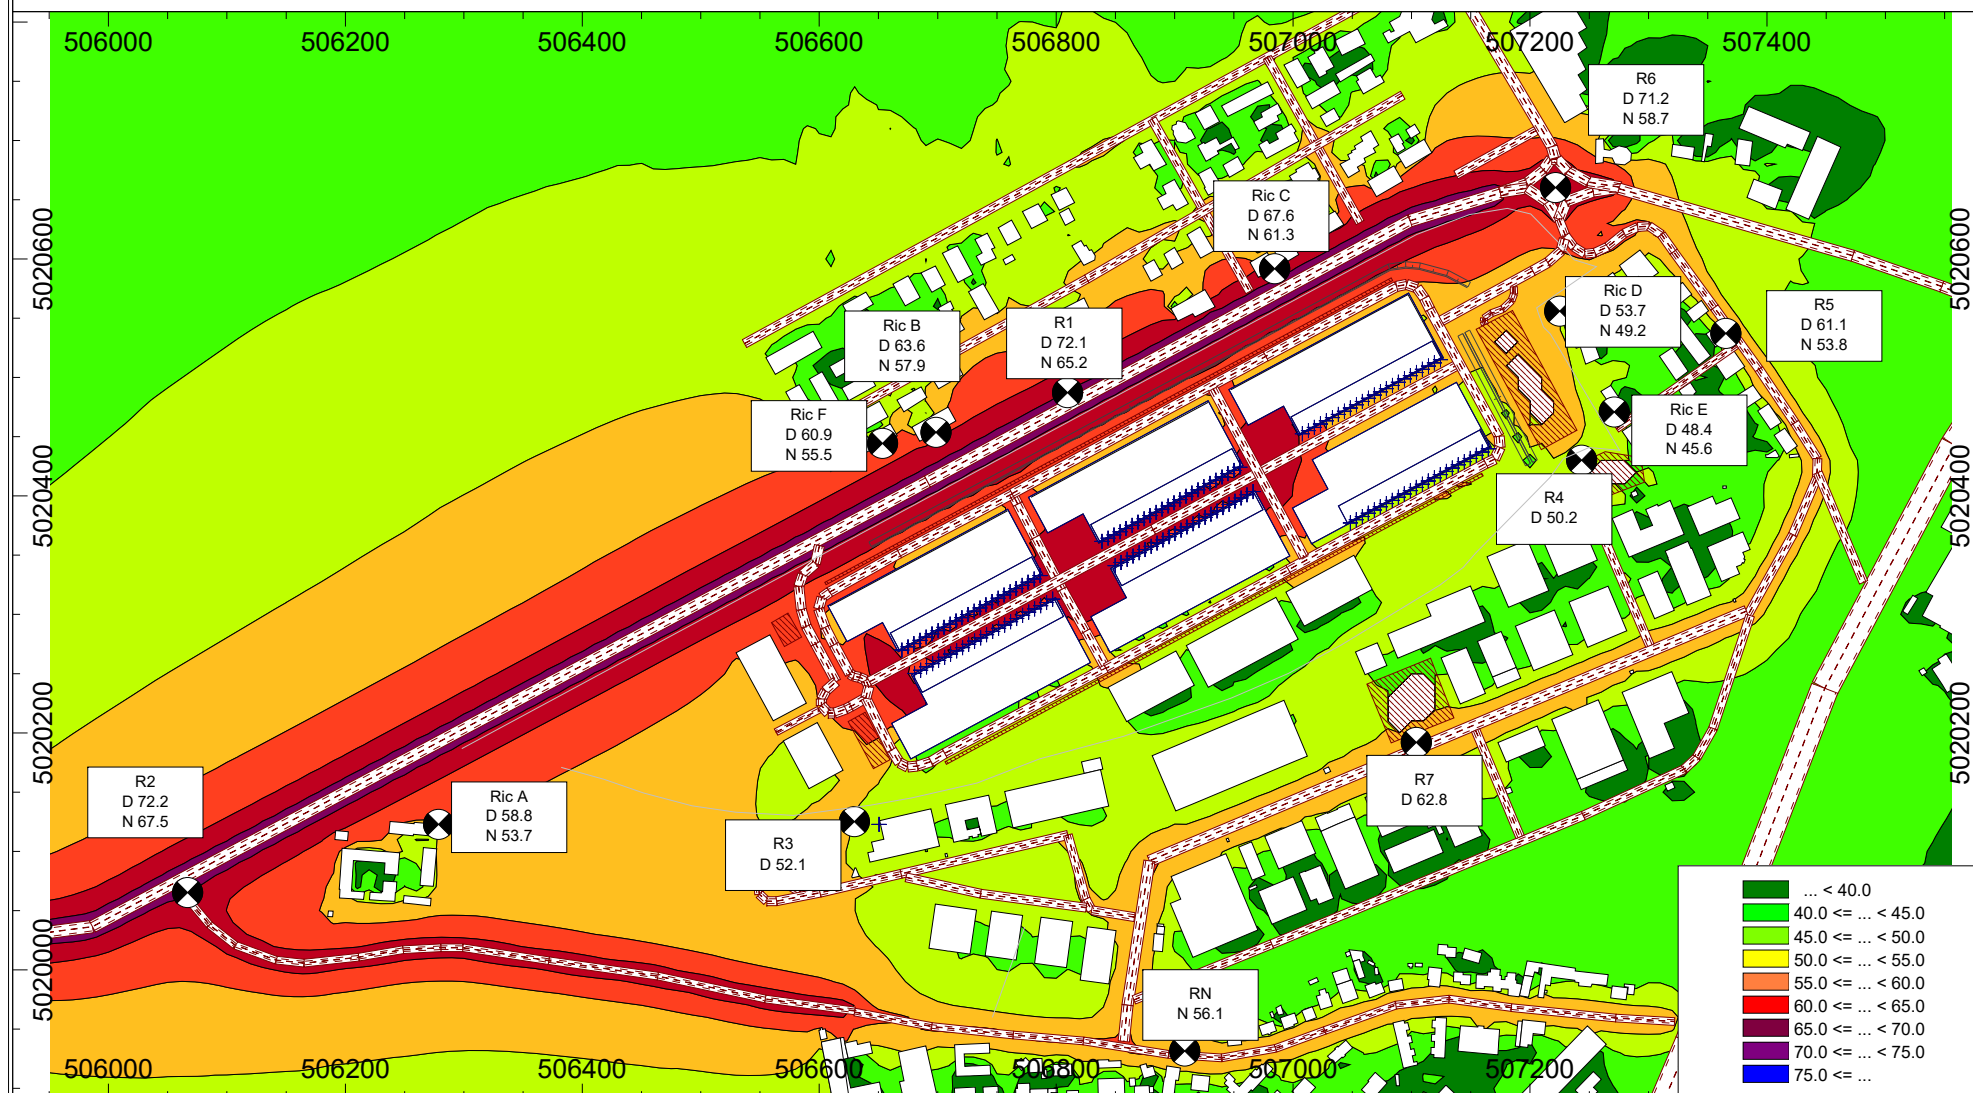 506000 506200 506400 506600 506800 507000 507200 507400
R6
D 71.2
N 58.7
Ric C
D 67.6
N 61.3
5020600
5020600
Ric D
D 53.7
N 49.2
R5
D 61.1
N 53.8
Ric B
D 63.6
N 57.9
R1
D 72.1
N 65.2
Ric F
D 60.9
N 55.5
Ric E
D 48.4
N 45.6
5020400
5020400
R4
D 50.2
5020200
5020200
R2
D 72.2
N 67.5
Ric A
D 58.8
N 53.7
R3
D 52.1
R7
D 62.8
5020000
RN
N 56.1
... < 40.0
40.0 <= ... < 45.0
45.0 <= ... < 50.0
50.0 <= ... < 55.0
55.0 <= ... < 60.0
60.0 <= ... < 65.0
65.0 <= ... < 70.0
70.0 <= ... < 75.0
75.0 <= ...
506000 506200 506400 506600 506800 507000 507200